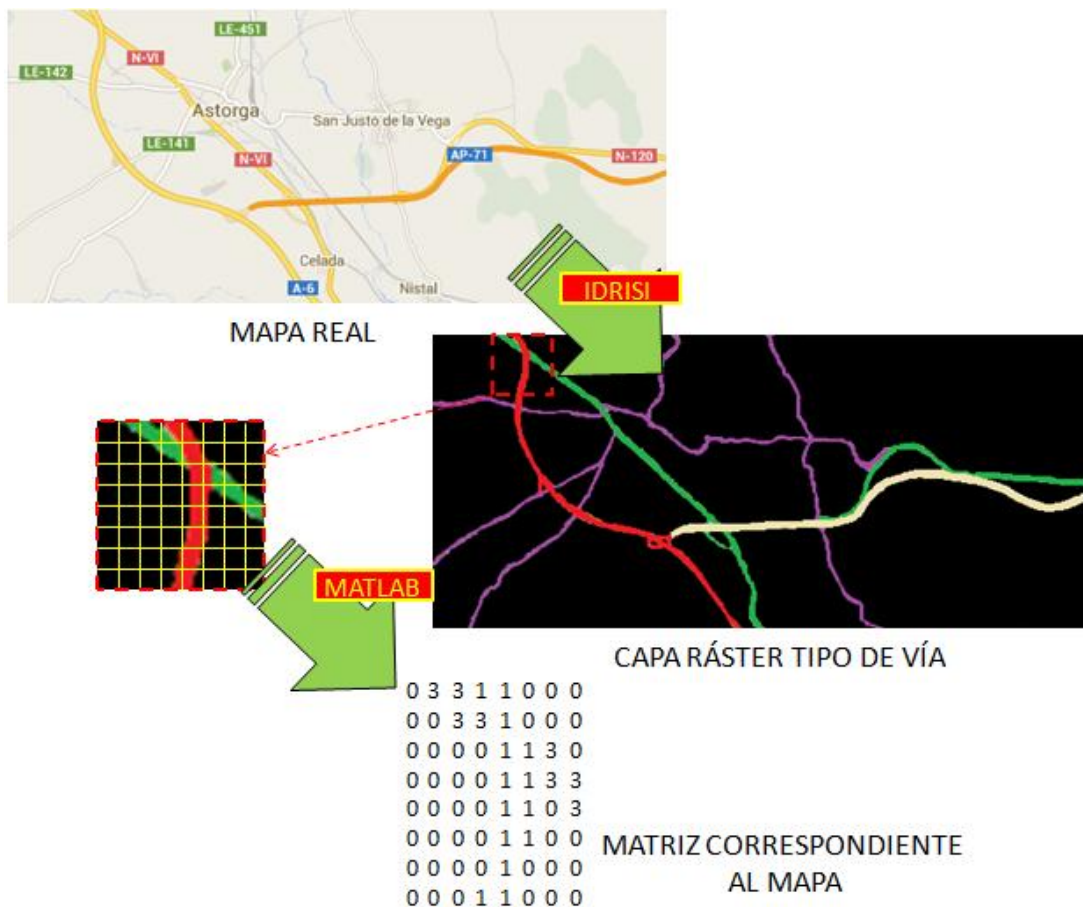 LE-451
N-VI
LE-142
Astorga
San Justo de la Vega
LE-141
N-VI
AP-71
N-120
Celada
A-6
Nistal
IDRISI
MAPA REAL
MATLAB
CAPA RÁSTER TIPO DE VÍA
0 3 3 1 1 0 0 0
0 0 3 3 1 0 0 0
0 0 0 0 1 1 3 0
0 0 0 0 1 1 3 3
0 0 0 0 1 1 0 3
0 0 0 0 1 1 0 0
0 0 0 0 1 0 0 0
0 0 0 1 1 0 0 0
MATRIZ CORRESPONDIENTE
AL MAPA